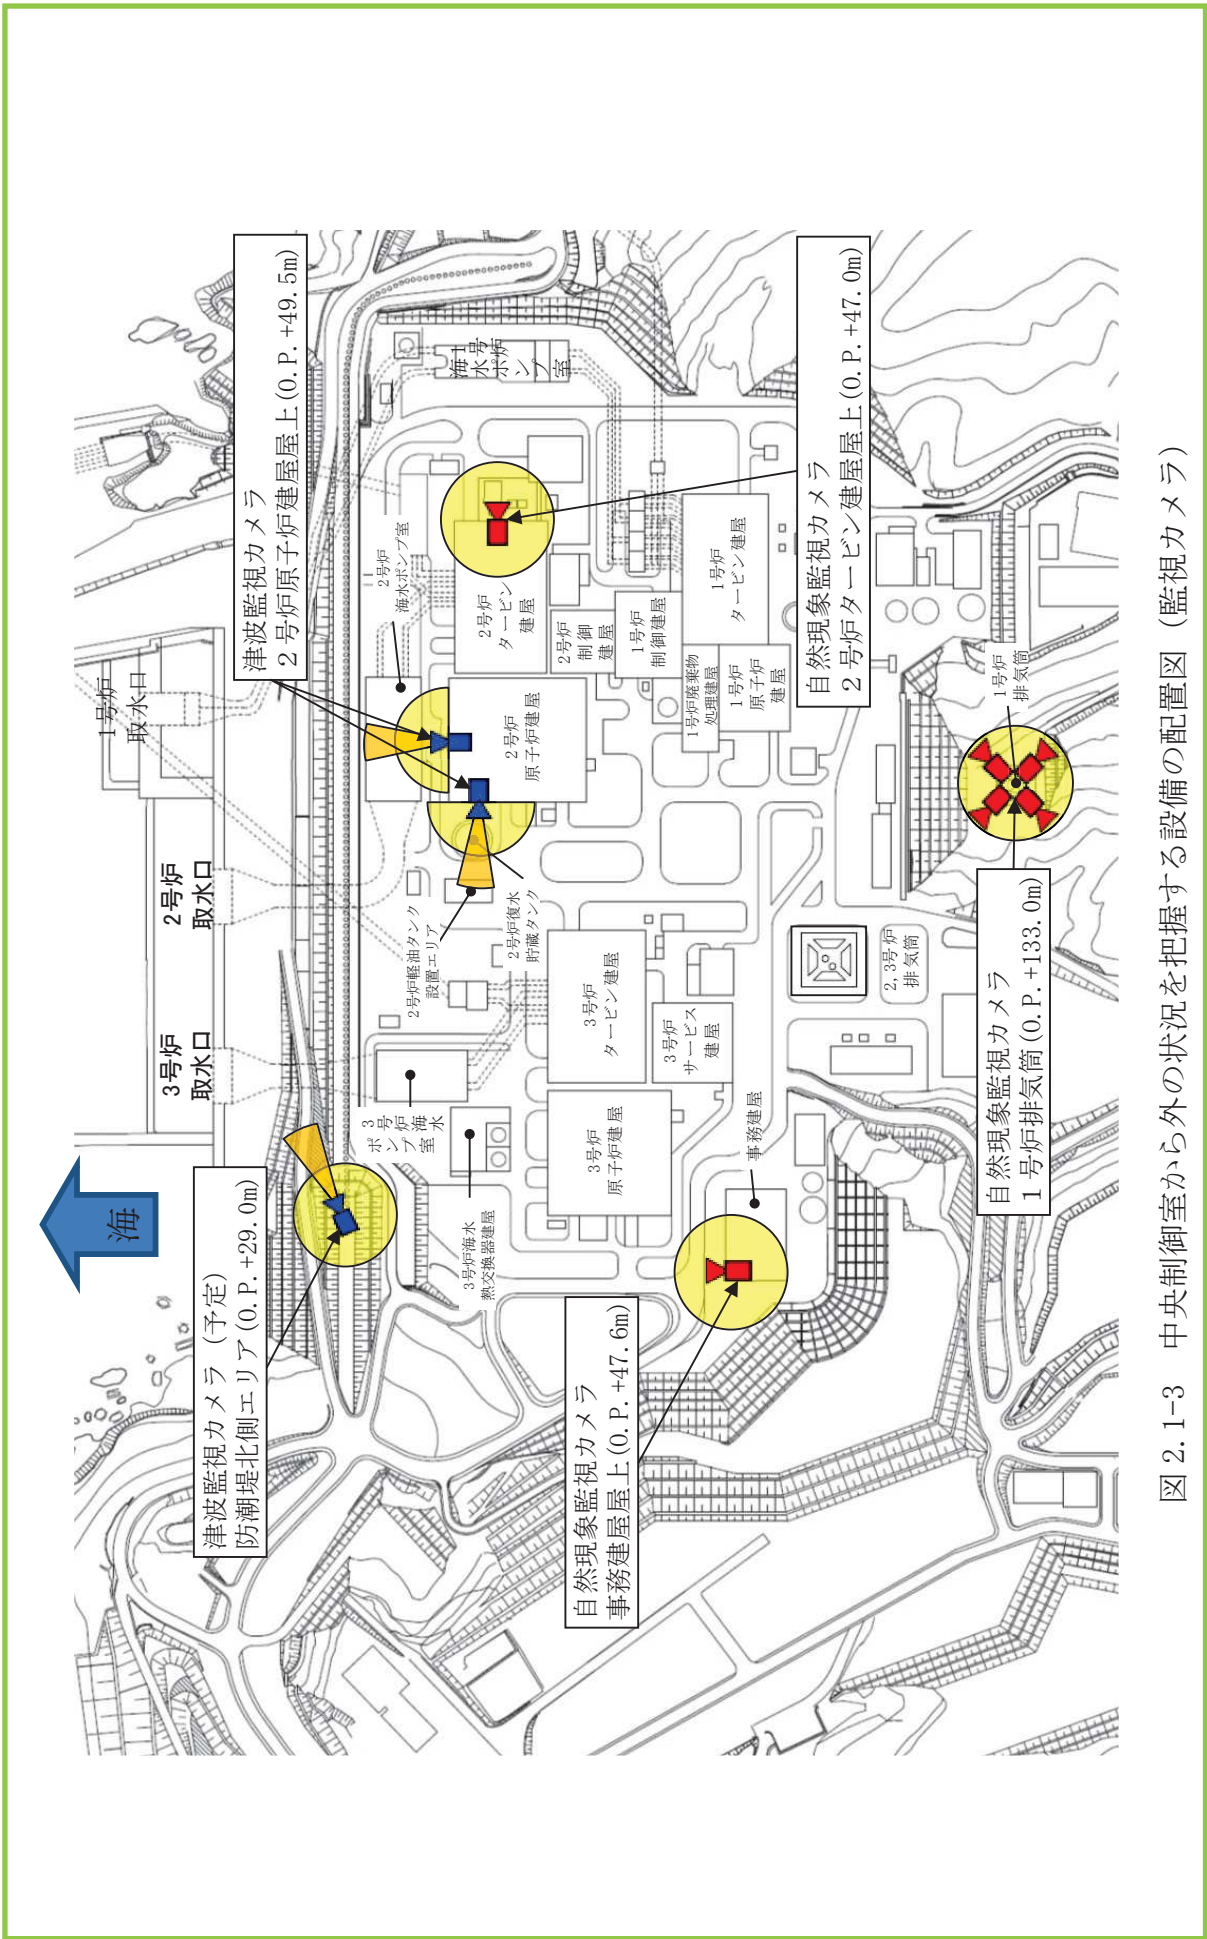 海
津波監視カメラ（予定）
防潮堤北側エリア(O.P.+29.0m)
津波監視カメラ
２号炉原子炉建屋屋上(O.P.+49.5m)
3号炉
取水口
2号炉
取水口
1号炉
取水口
3号炉海水
ポンプ室
3号炉海水
熱交換器建屋
2号炉軽油タンク
設置エリア
2号炉復水
貯蔵タンク
2号炉
海水ポンプ室
1号炉
海水ポンプ室
2号炉
原子炉建屋
2号炉
タービン
建屋
2号炉
制御
建屋
1号炉
制御建屋
1号炉
タービン建屋
1号炉廃棄物
処理建屋
1号炉
原子炉
建屋
3号炉
原子炉建屋
3号炉
タービン建屋
3号炉
サービス
建屋
事務建屋
2,3号炉
排気筒
1号炉
排気筒
自然現象監視カメラ
事務建屋屋上(O.P.+47.6m)
自然現象監視カメラ
１号炉排気筒(O.P.+133.0m)
自然現象監視カメラ
２号炉タービン建屋屋上(O.P.+47.0m)
図 2.1-3　中央制御室から外の状況を把握する設備の配置図（監視カメラ）